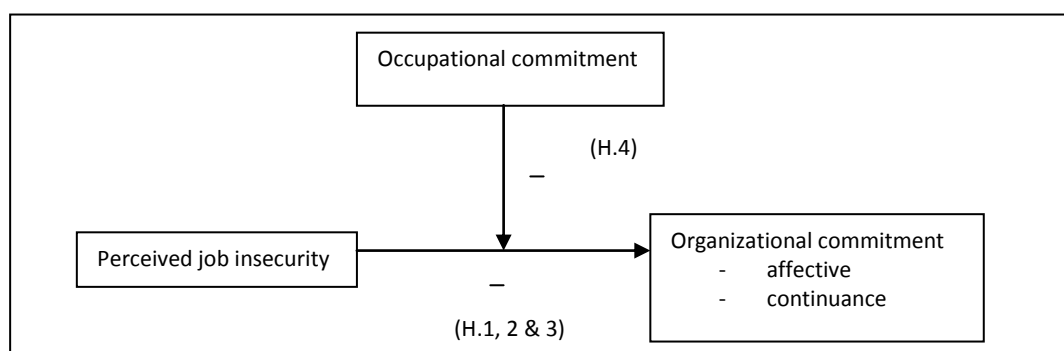 Occupational commitment
(H.4)
–
Perceived job insecurity
Organizational commitment
- affective
- continuance
–
(H.1, 2 & 3)